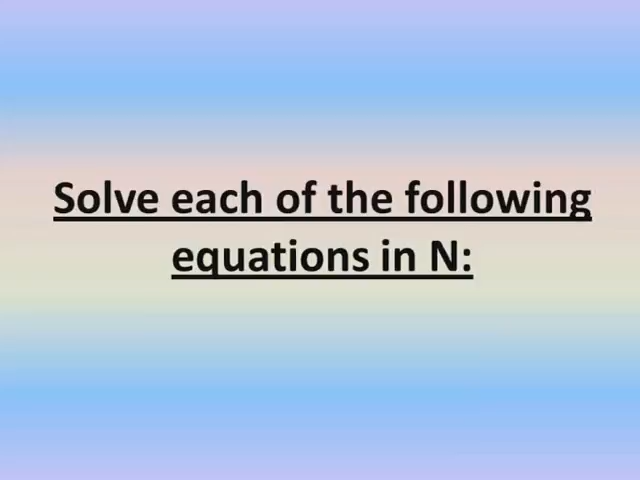 Solve each of the following
equations in N: